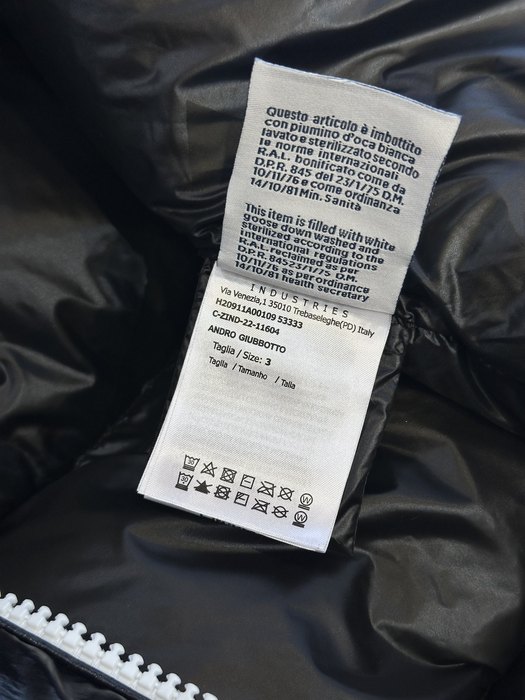 Questo articolo è imbottito
con piumino d'oca bianca
lavato e sterilizzato secondo
le norme internazionali
R.A.L. bonificato come da
D.P.R. 845 del 23/1/75 D.M.
10/11/76 e come ordinanza
14/10/81 Min. Sanità
This item is filled with white
goose down washed and
sterilized according to the
international regulations
R.A.L. reclaimed as per
D.P.R. 84523/1/75 D.M.
10/11/76 as per ordinance
14/10/81 health secretary
INDUSTRIES
Via Venezia,1 35010 Trebaseleghe(PD) Italy
H20911A00109 53333
C-ZIND-22-11604
ANDRO GIUBBOTTO
Taglia / Size: 3
Taglia / Tamanho / Talla